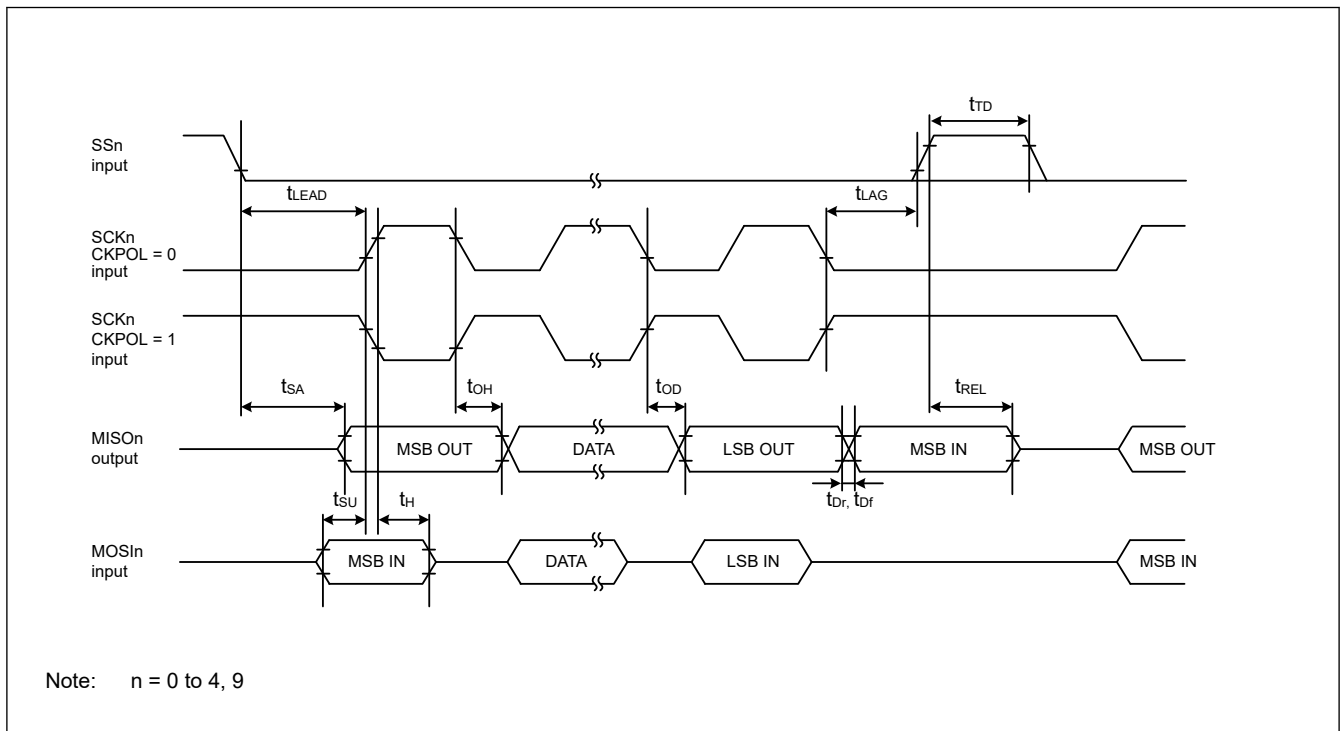 tTD
SSn
input
tLEAD
tLAG
SCKn
CKPOL = 0
input
SCKn
CKPOL = 1
input
tSA
tOH
tOD
tREL
MISOn
output
MSB OUT
DATA
LSB OUT
MSB IN
MSB OUT
tSU
tH
tDr, tDf
MOSIn
input
MSB IN
DATA
LSB IN
MSB IN
Note: n = 0 to 4, 9